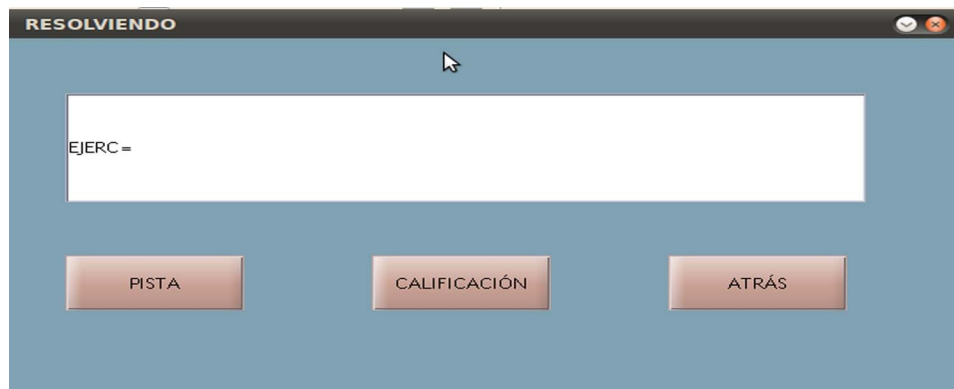 RESOLVIENDO
EJERC=
PISTA
CALIFICACIÓN
ATRÁS